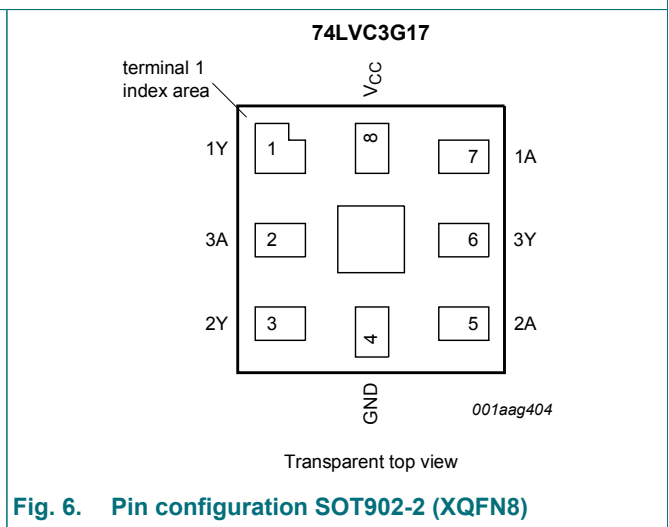 74LVC3G17
terminal 1
index area
VCC
1Y
1
8
7
1A
3A
2
6
3Y
2Y
3
4
5
2A
GND
001aag404
Transparent top view
Fig. 6. Pin configuration SOT902-2 (XQFN8)